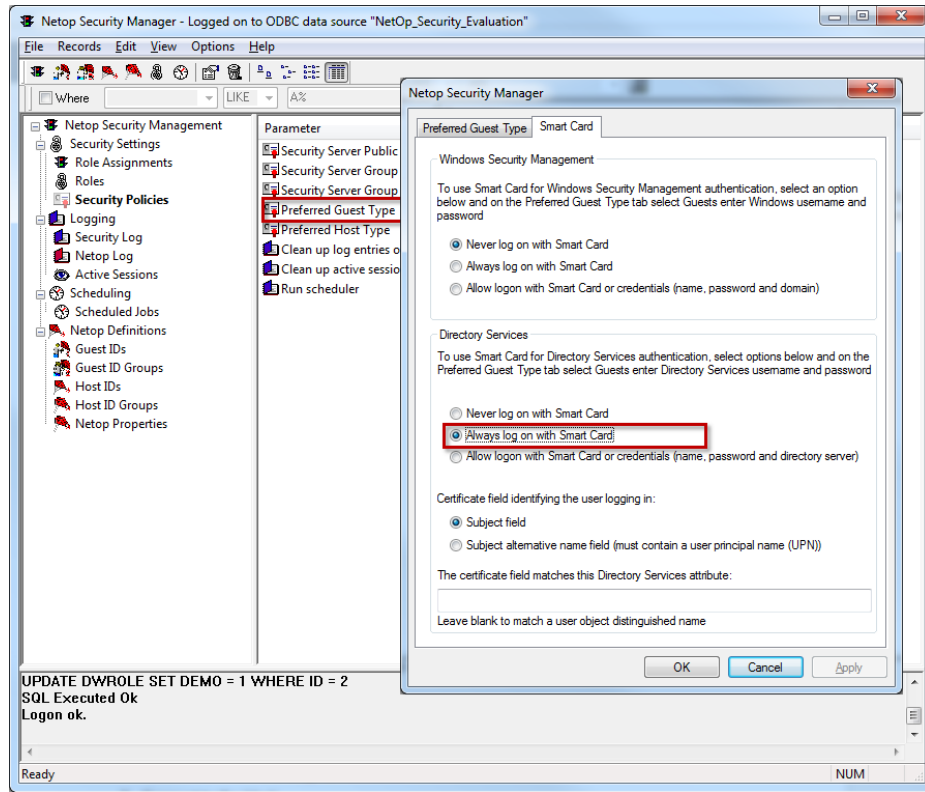 Netop Security Manager - Logged on to ODBC data source "NetOp_Security_Evaluation"
File Records Edit View Options Help
Where LIKE A%
Netop Security Management
Security Settings
Role Assignments
Roles
Security Policies
Logging
Security Log
Netop Log
Active Sessions
Scheduling
Scheduled Jobs
Netop Definitions
Guest IDs
Guest ID Groups
Host IDs
Host ID Groups
Netop Properties
Parameter
Security Server Public
Security Server Group
Security Server Group
Preferred Guest Type
Preferred Host Type
Clean up log entries o
Clean up active sessio
Run scheduler
Netop Security Manager
Preferred Guest Type Smart Card
Windows Security Management
To use Smart Card for Windows Security Management authentication, select an option
below and on the Preferred Guest Type tab select Guests enter Windows username and
password
Never log on with Smart Card
Always log on with Smart Card
Allow logon with Smart Card or credentials (name, password and domain)
Directory Services
To use Smart Card for Directory Services authentication, select options below and on the
Preferred Guest Type tab select Guests enter Directory Services username and password
Never log on with Smart Card
Always log on with Smart Card
Allow logon with Smart Card or credentials (name, password and directory server)
Certificate field identifying the user logging in:
Subject field
Subject alternative name field (must contain a user principal name (UPN))
The certificate field matches this Directory Services attribute:
Leave blank to match a user object distinguished name
OK Cancel Apply
UPDATE DWROLE SET DEMO = 1 WHERE ID = 2
SQL Executed Ok
Logon ok.
Ready NUM